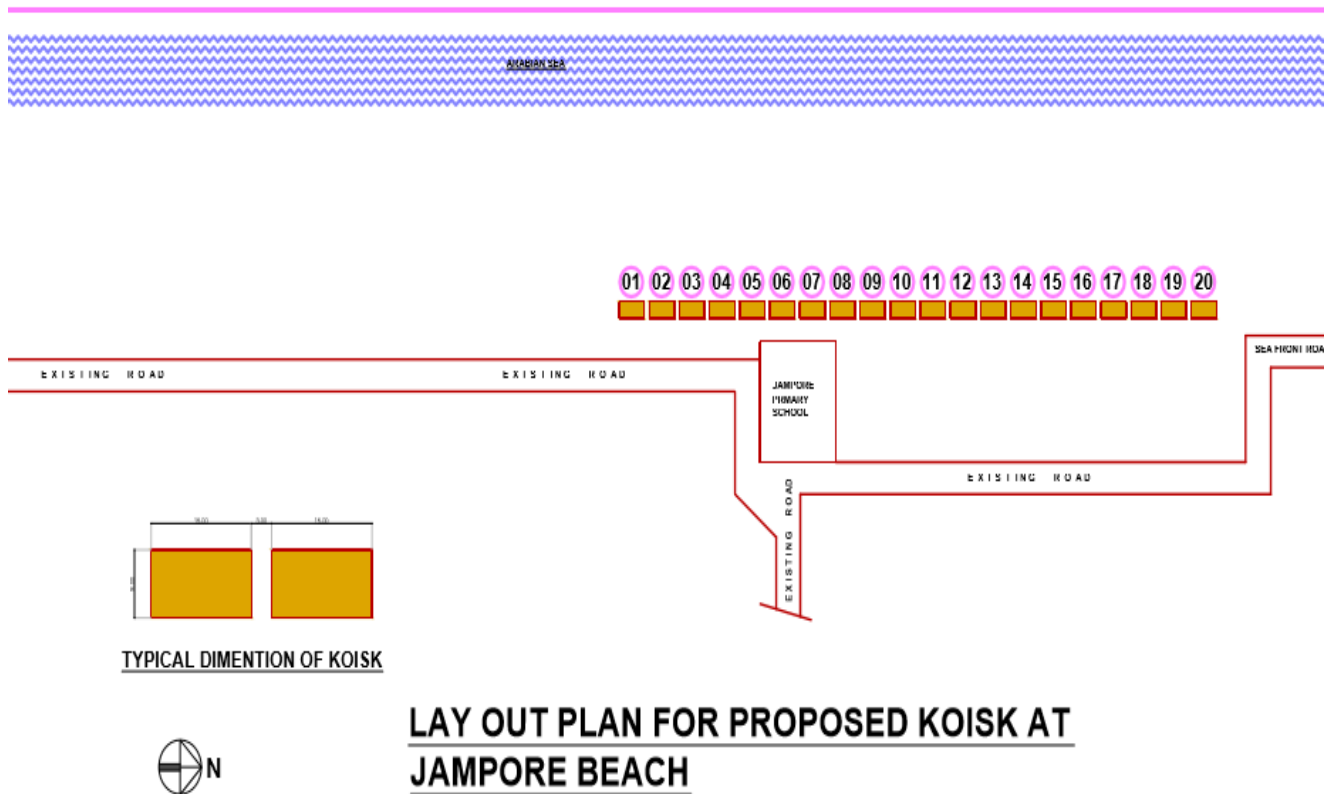 ARABIAN SEA
01 02 03 04 05 06 07 08 09 10 11 12 13 14 15 16 17 18 19 20
SEA FRONT ROA
EXISTING ROAD
EXISTING ROAD
JAMPORE
PRIMARY
SCHOOL
EXISTING ROAD
EXISTING ROAD
TYPICAL DIMENTION OF KOISK
LAY OUT PLAN FOR PROPOSED KOISK AT
JAMPORE BEACH
N